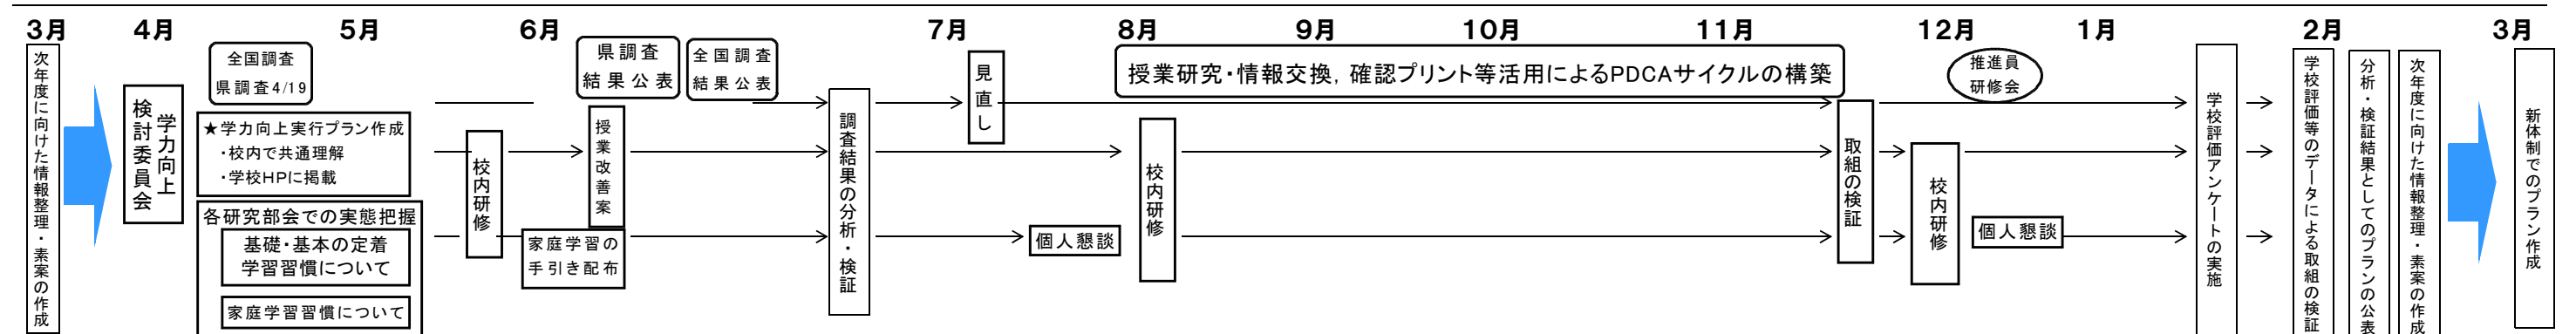 3月
4月
5月
6月
7月
8月
9月
10月
11月
12月
1月
2月
3月
次年度に向けた情報整理・素案の作成
学力向上
検討委員会
全国調査
県調査4/19
★学力向上実行プラン作成
・校内で共通理解
・学校HPに掲載
各研究部会での実態把握
基礎・基本の定着
学習習慣について
家庭学習習慣について
校内研修
県調査
結果公表
全国調査
結果公表
授業改善案
家庭学習の
手引き配布
調査結果の分析・検証
見直し
個人懇談
授業研究・情報交換，確認プリント等活用によるPDCAサイクルの構築
校内研修
取組の検証
推進員
研修会
校内研修
個人懇談
学校評価アンケートの実施
学校評価等のデータによる取組の検証
分析・検証結果としてのプランの公表
次年度に向けた情報整理・素案の作成
新体制でのプラン作成